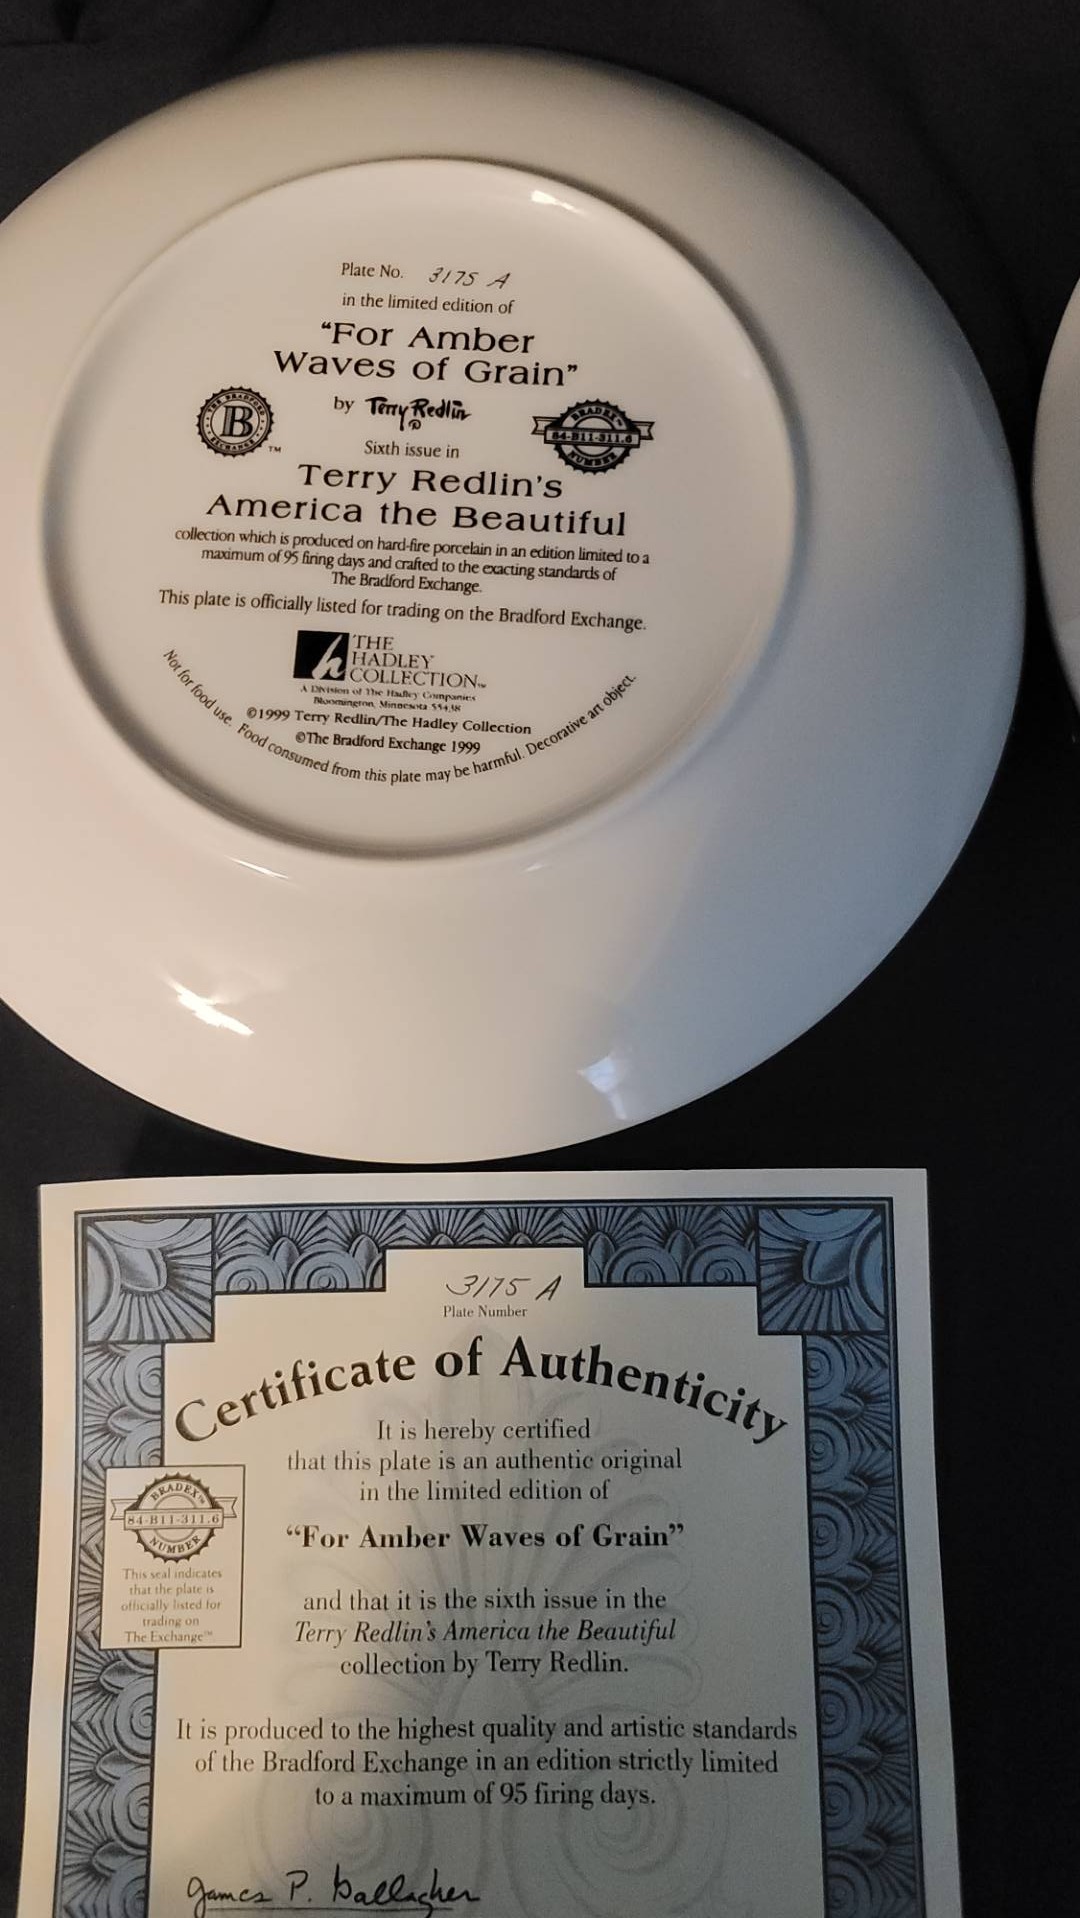 Plate No. 3175 A
in the limited edition of
“For Amber
Waves of Grain”
by Terry Redlin
THE BRADFORD EXCHANGE
B
TM
BRADEX™
84-B11-311.6
NUMBER
Sixth issue in
Terry Redlin's
America the Beautiful
collection which is produced on hard-fire porcelain in an edition limited to a
maximum of 95 firing days and crafted to the exacting standards of
The Bradford Exchange.
This plate is officially listed for trading on the Bradford Exchange.
h
THE
HADLEY
COLLECTION™
A Division of The Hadley Companies
Bloomington, Minnesota 55438
©1999 Terry Redlin/The Hadley Collection
©The Bradford Exchange 1999
Not for food use. Food consumed from this plate may be harmful. Decorative art object.
3175 A
Plate Number
Certificate of Authenticity
It is hereby certified
that this plate is an authentic original
in the limited edition of
“For Amber Waves of Grain”
BRADEX™
84-B11-311.6
NUMBER
This seal indicates
that the plate is
officially listed for
trading on
The Exchange™
and that it is the sixth issue in the
Terry Redlin's America the Beautiful
collection by Terry Redlin.
It is produced to the highest quality and artistic standards
of the Bradford Exchange in an edition strictly limited
to a maximum of 95 firing days.
James P. Gallagher